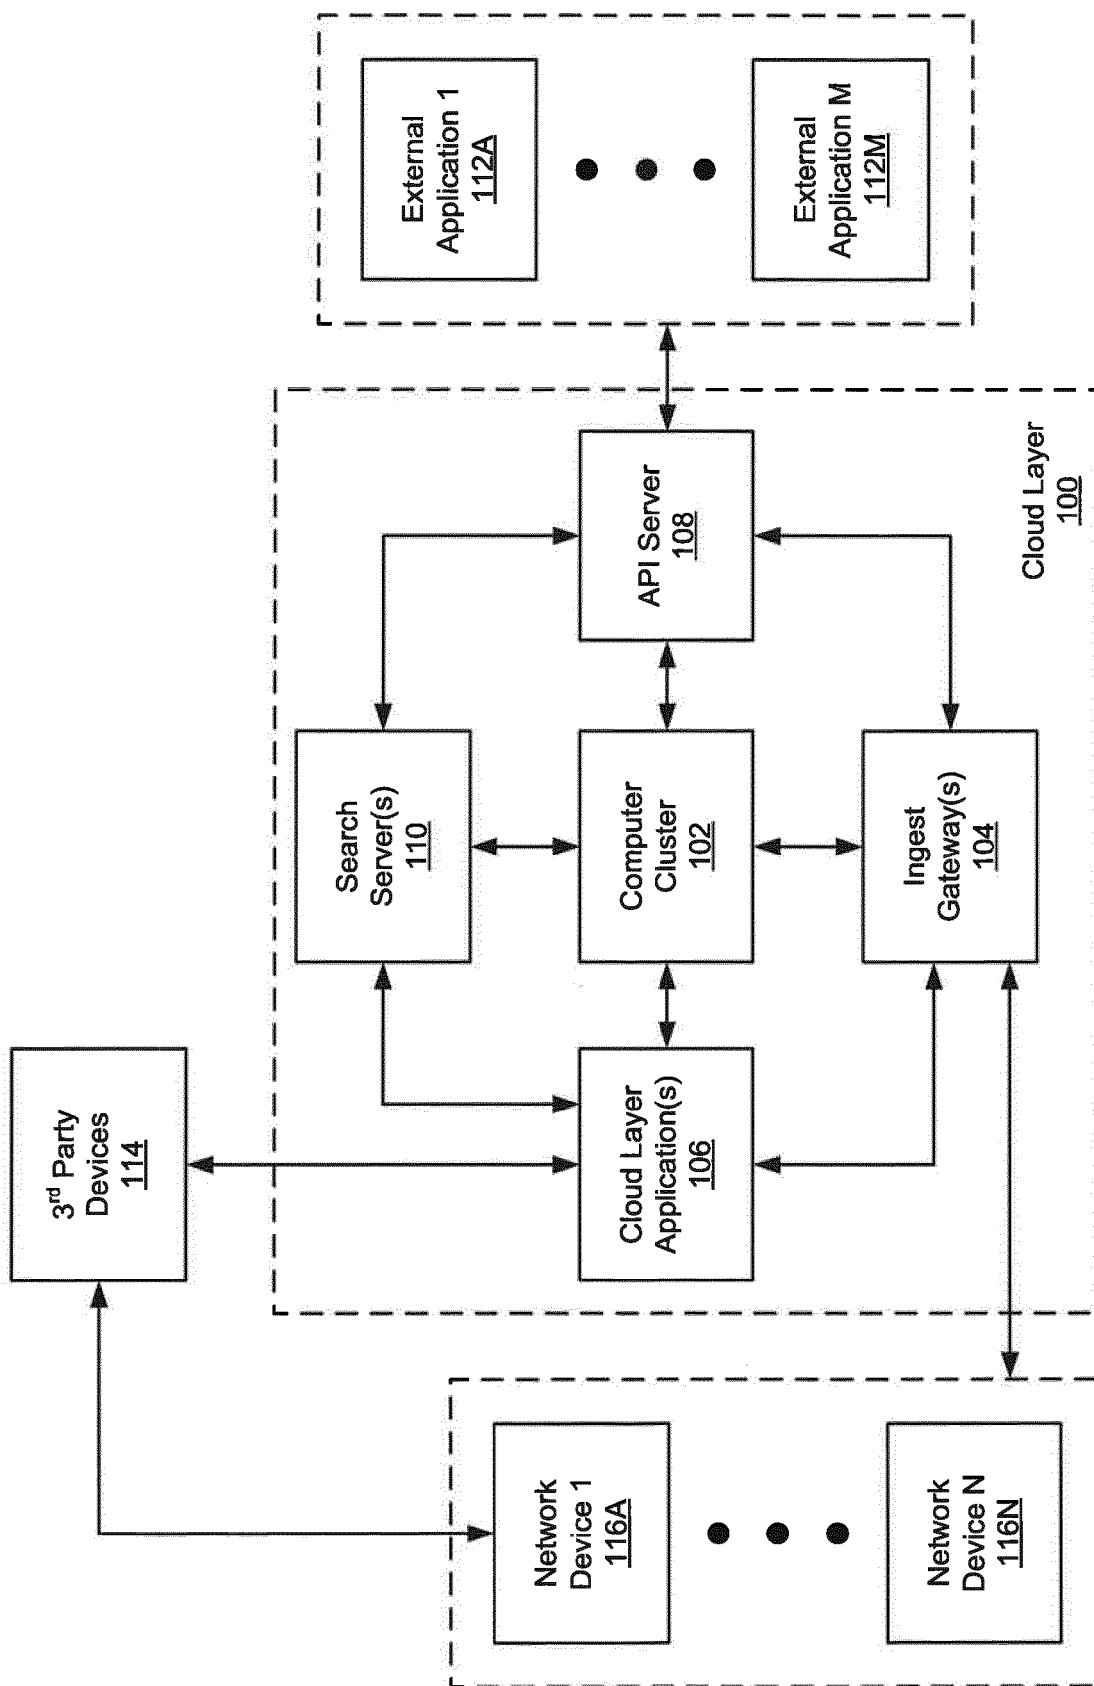 3rd Party
Devices
114
Network
Device 1
116A
Network
Device N
116N
Cloud Layer
Application(s)
106
Search
Server(s)
110
Computer
Cluster
102
Ingest
Gateway(s)
104
API Server
108
Cloud Layer
100
External
Application 1
112A
External
Application M
112M